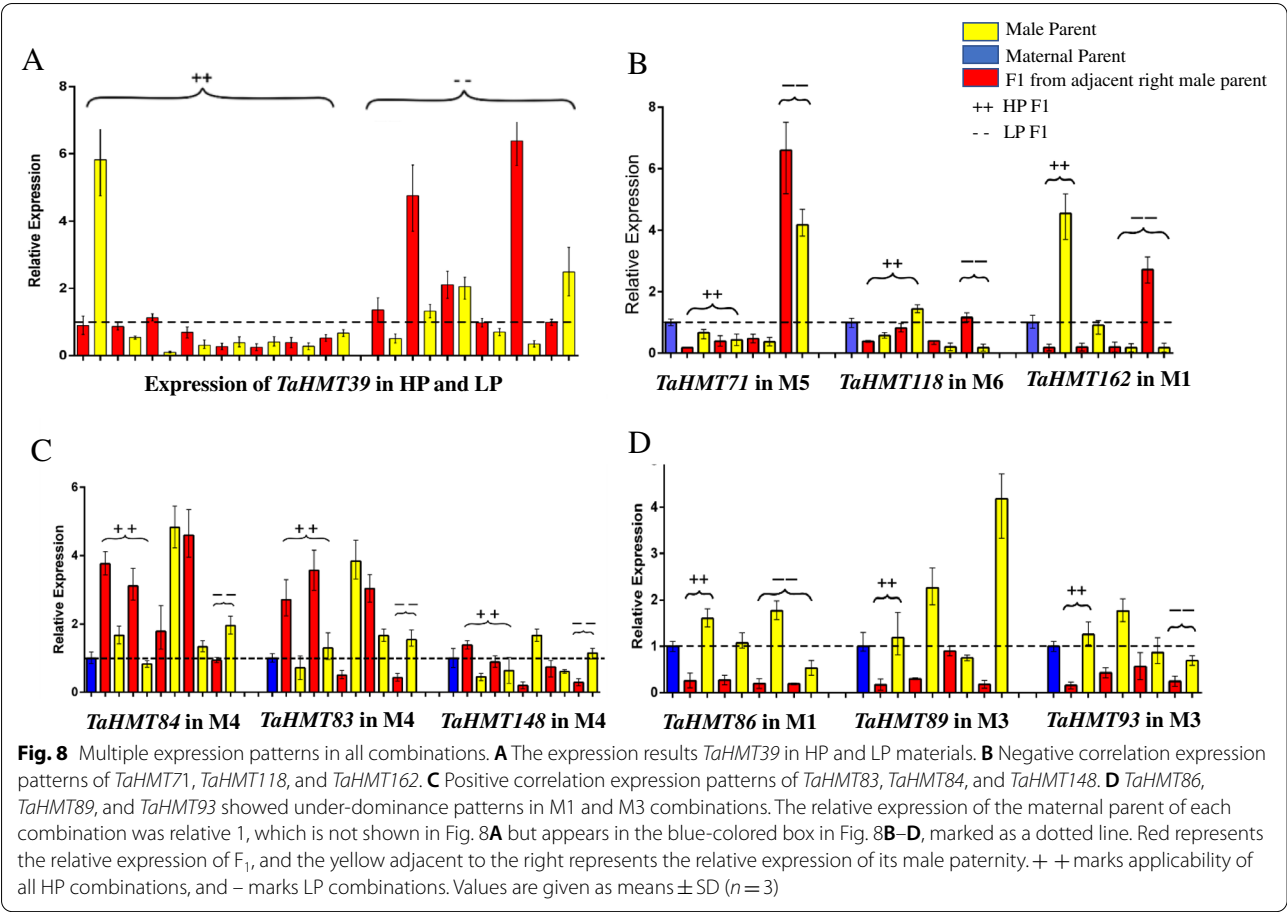 Male Parent
Maternal Parent
F1 from adjacent right male parent
++ HP F1
- - LP F1
A
++
- -
8
6
4
2
0
Relative Expression
Expression of TaHMT39 in HP and LP
B
8
6
4
2
0
Relative Expression
++
——
++
——
++
——
TaHMT71 in M5
TaHMT118 in M6
TaHMT162 in M1
C
6
4
2
0
Relative Expression
++
——
++
——
++
——
TaHMT84 in M4
TaHMT83 in M4
TaHMT148 in M4
D
4
3
2
1
0
Relative Expression
++
——
++
++
——
TaHMT86 in M1
TaHMT89 in M3
TaHMT93 in M3
Fig. 8 Multiple expression patterns in all combinations. A The expression results TaHMT39 in HP and LP materials. B Negative correlation expression
patterns of TaHMT71, TaHMT118, and TaHMT162. C Positive correlation expression patterns of TaHMT83, TaHMT84, and TaHMT148. D TaHMT86,
TaHMT89, and TaHMT93 showed under-dominance patterns in M1 and M3 combinations. The relative expression of the maternal parent of each
combination was relative 1, which is not shown in Fig. 8A but appears in the blue-colored box in Fig. 8B–D, marked as a dotted line. Red represents
the relative expression of F1, and the yellow adjacent to the right represents the relative expression of its male paternity. + + marks applicability of
all HP combinations, and – marks LP combinations. Values are given as means ± SD (n = 3)